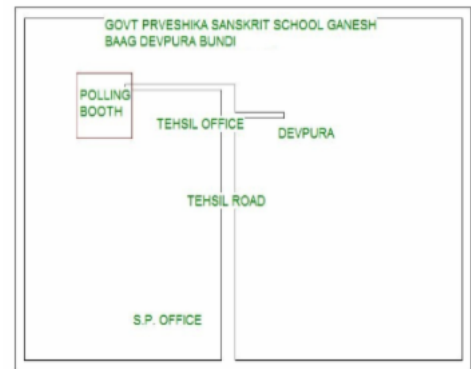 GOVT PRVESHIKA SANSKRIT SCHOOL GANESH
BAAG DEVPURA BUNDI
POLLING
BOOTH
TEHSIL OFFICE
DEVPURA
TEHSIL ROAD
S.P. OFFICE